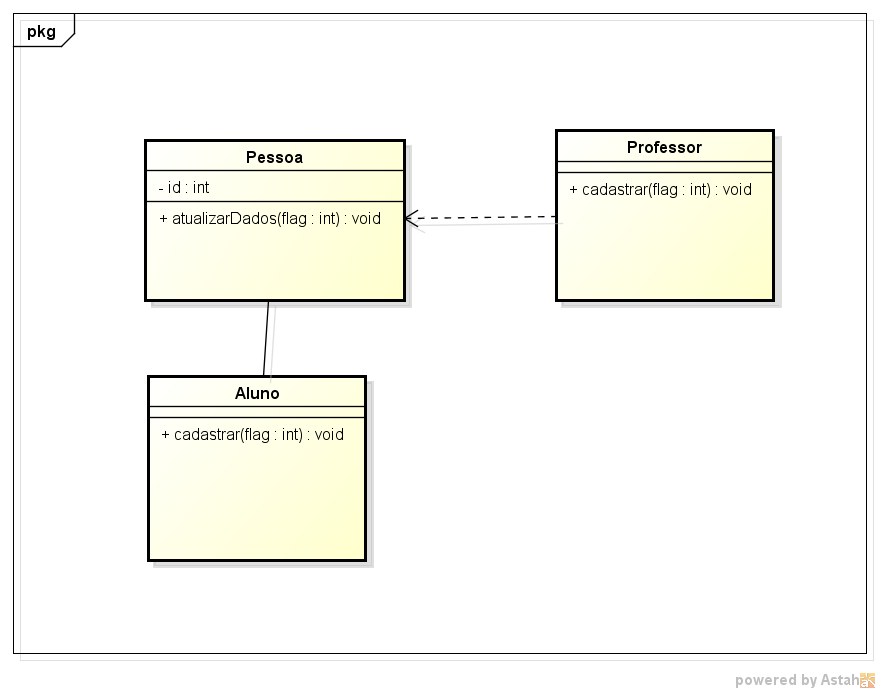 pkg
Pessoa
- id : int
+ atualizarDados(flag : int) : void
Professor
+ cadastrar(flag : int) : void
Aluno
+ cadastrar(flag : int) : void
powered by Astah